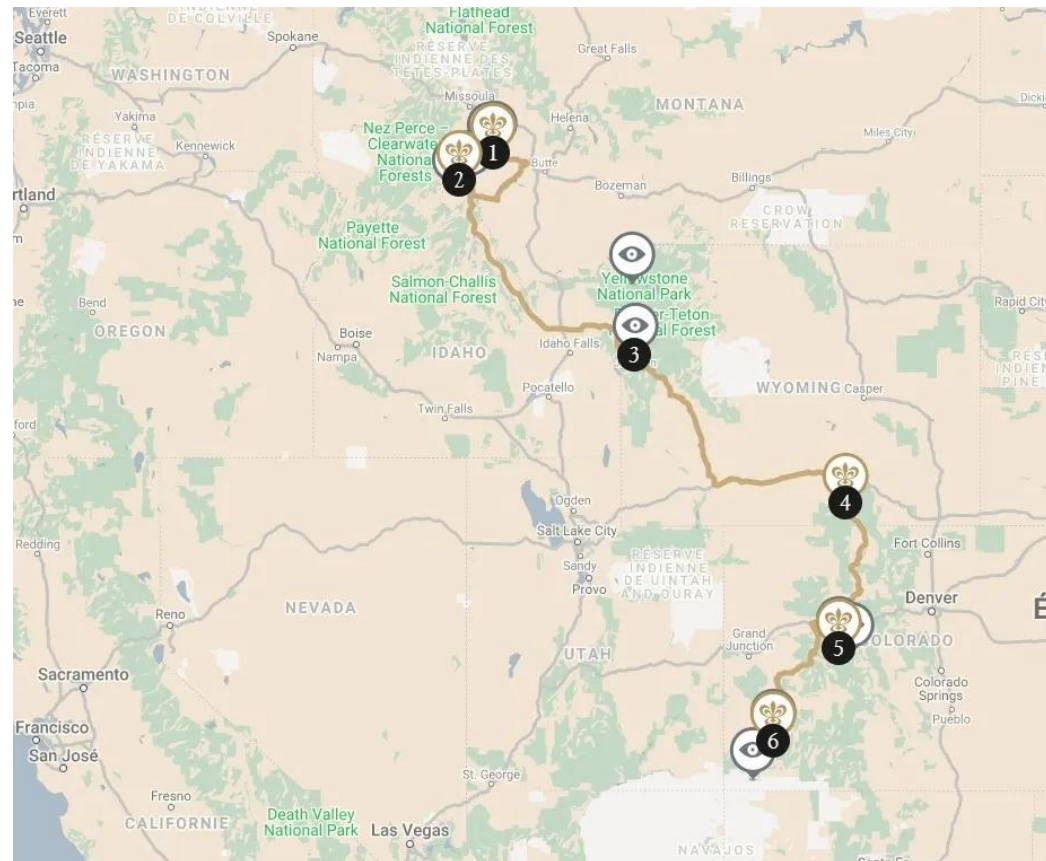 Everett
DE COLVILLE
Flathead
National Forest
Seattle
Spokane
Tacoma
RÉSERVE
INDIENNE DES
TÊTES-PLATES
Great Falls
WASHINGTON
Missoula
MONTANA
Yakima
Helena
Nez Perce –
Clearwater
National
Forests
1
RÉSERVE
INDIENNE
DE YAKAMA
Kennewick
Miles City
Butte
2
Bozeman
Billings
CROW
RESERVATION
Payette
National Forest
Yellowstone
National Park
Salmon-Challis
National Forest
Rapid City
Bend
OREGON
Boise
Nampa
IDAHO
Idaho Falls
3
Pocatello
WYOMING
Casper
Twin Falls
4
Ogden
Salt Lake City
Redding
Sandy
Provo
RÉSERVE
INDIENNE
DE UINTAH
AND OURAY
Fort Collins
Reno
NEVADA
Denver
Grand
Junction
5
COLORADO
UTAH
Sacramento
Colorado
Springs
Pueblo
Francisco
San José
6
St. George
Fresno
CALIFORNIE
Death Valley
National Park
Las Vegas
NAVAJOS